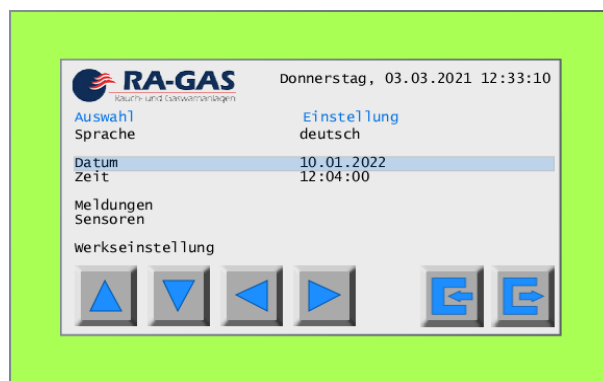 RA-GAS
Rauch- und Gaswarnanlagen
Donnerstag, 03.03.2021 12:33:10
Auswahl Einstellung
Sprache deutsch
Datum 10.01.2022
Zeit 12:04:00
Meldungen
Sensoren
Werkseinstellung